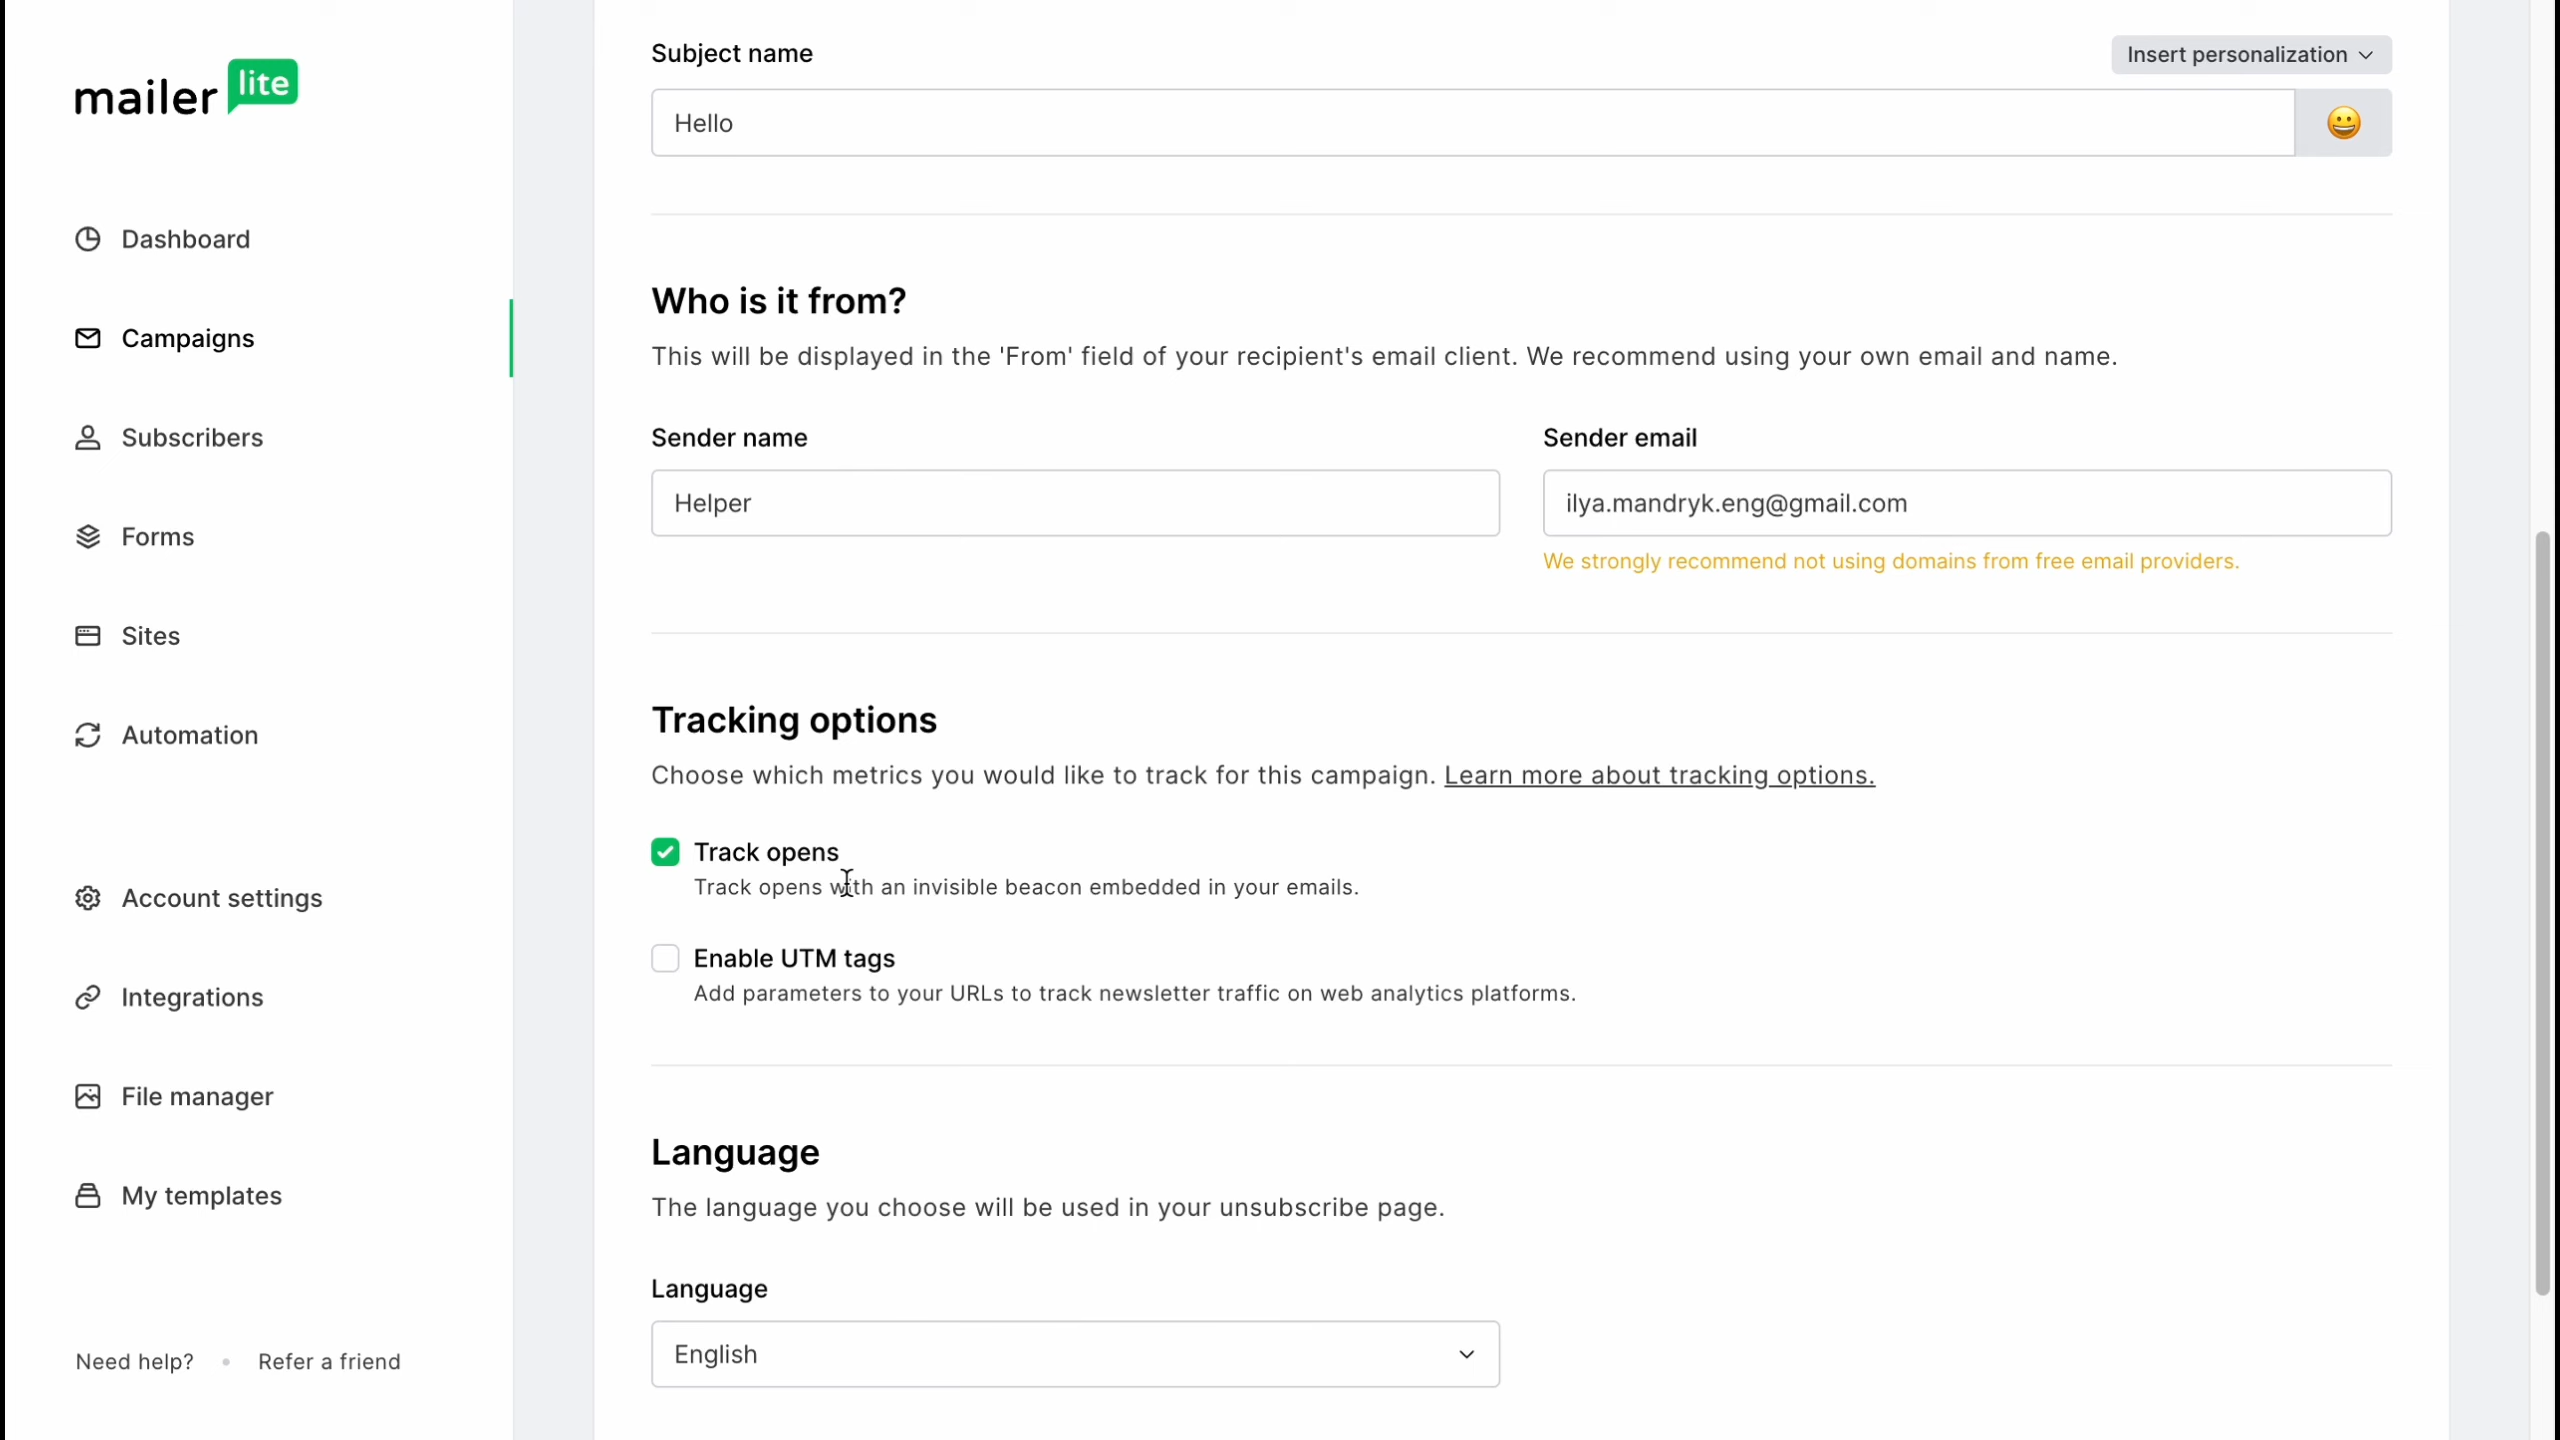 mailer lite
Dashboard
Campaigns
Subscribers
Forms
Sites
Automation
Account settings
Integrations
File manager
My templates
Need help? • Refer a friend
Subject name
Insert personalization
Hello
Who is it from?
This will be displayed in the 'From' field of your recipient's email client. We recommend using your own email and name.
Sender name
Sender email
Helper
ilya.mandryk.eng@gmail.com
We strongly recommend not using domains from free email providers.
Tracking options
Choose which metrics you would like to track for this campaign. Learn more about tracking options.
Track opens
Track opens with an invisible beacon embedded in your emails.
Enable UTM tags
Add parameters to your URLs to track newsletter traffic on web analytics platforms.
Language
The language you choose will be used in your unsubscribe page.
Language
English